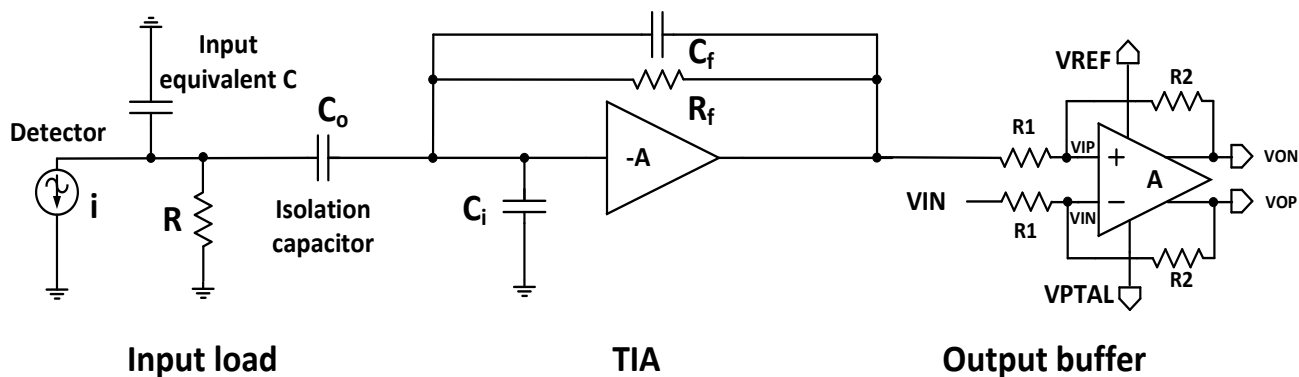 Input
equivalent C
Detector
i
R
Co
Isolation
capacitor
Cf
Rf
-A
Ci
VREF
R2
R1
VIP
+
A
VON
VIN
VIN
−
R1
VOP
R2
VPTAL
Input load
TIA
Output buffer